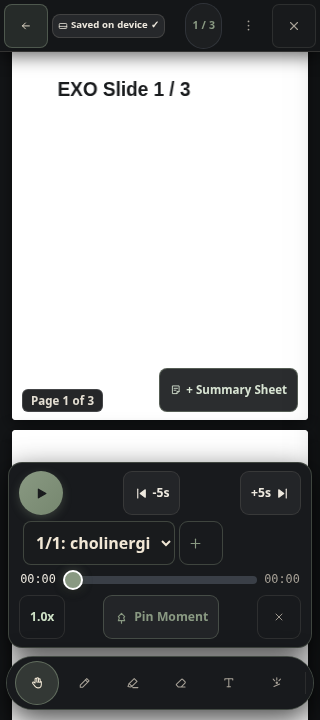 Saved on device ✓
1 / 3
EXO Slide 1 / 3
Page 1 of 3
+ Summary Sheet
-5s
+5s
1/1: cholinergi
+
00:00
00:00
1.0x
Pin Moment
T